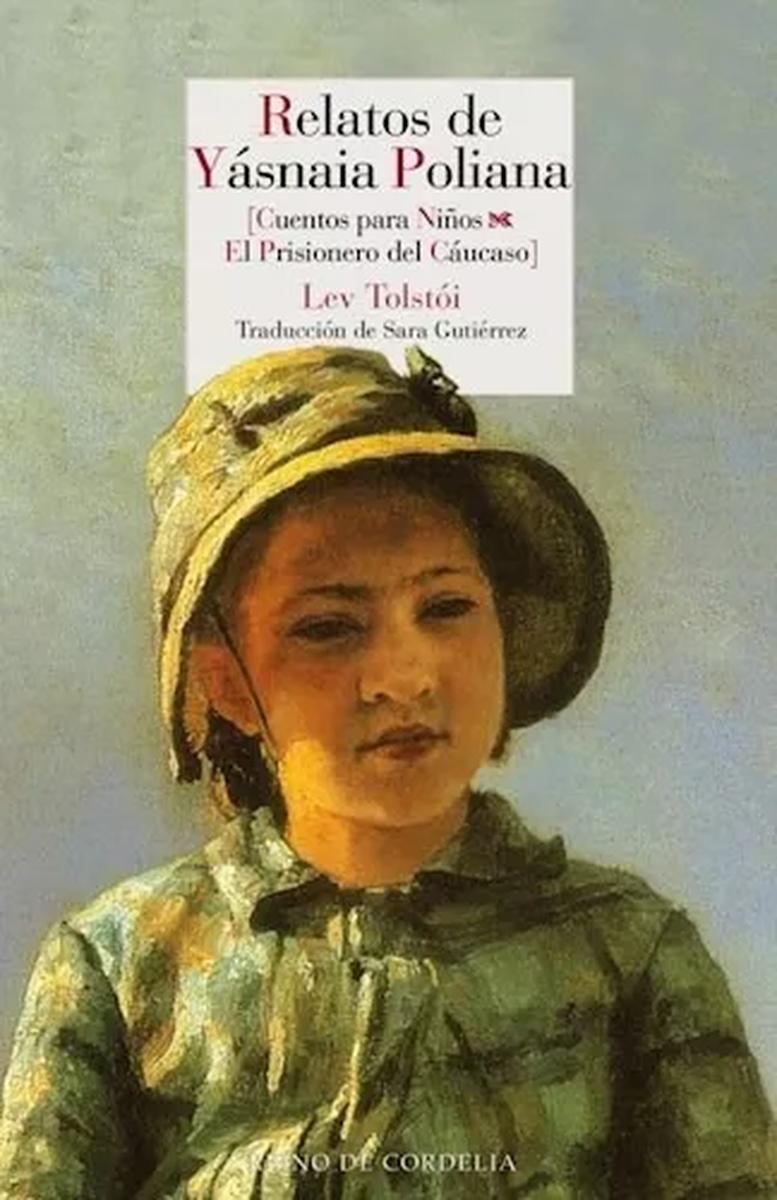 Relatos de
Yásnaia Poliana
[Cuentos para Niños
El Prisionero del Cáucaso]
Lev Tolstói
Traducción de Sara Gutiérrez
REINO DE CORDELIA